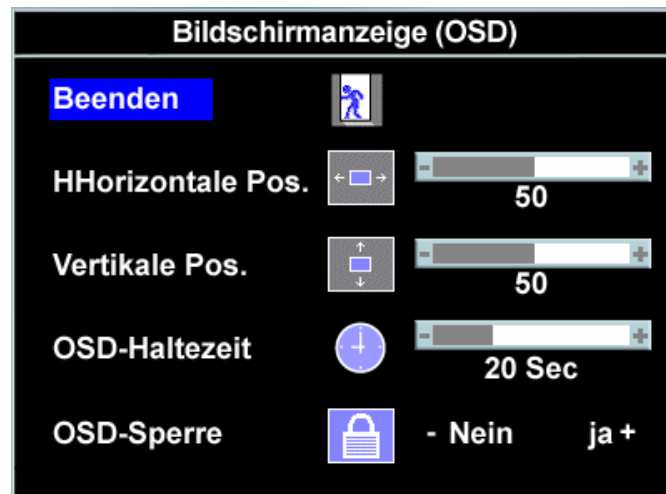 Bildschirmanzeige (OSD)
Beenden
HHorizontale Pos.
- +
50
Vertikale Pos.
- +
50
OSD-Haltezeit
- +
20 Sec
OSD-Sperre - Nein ja +